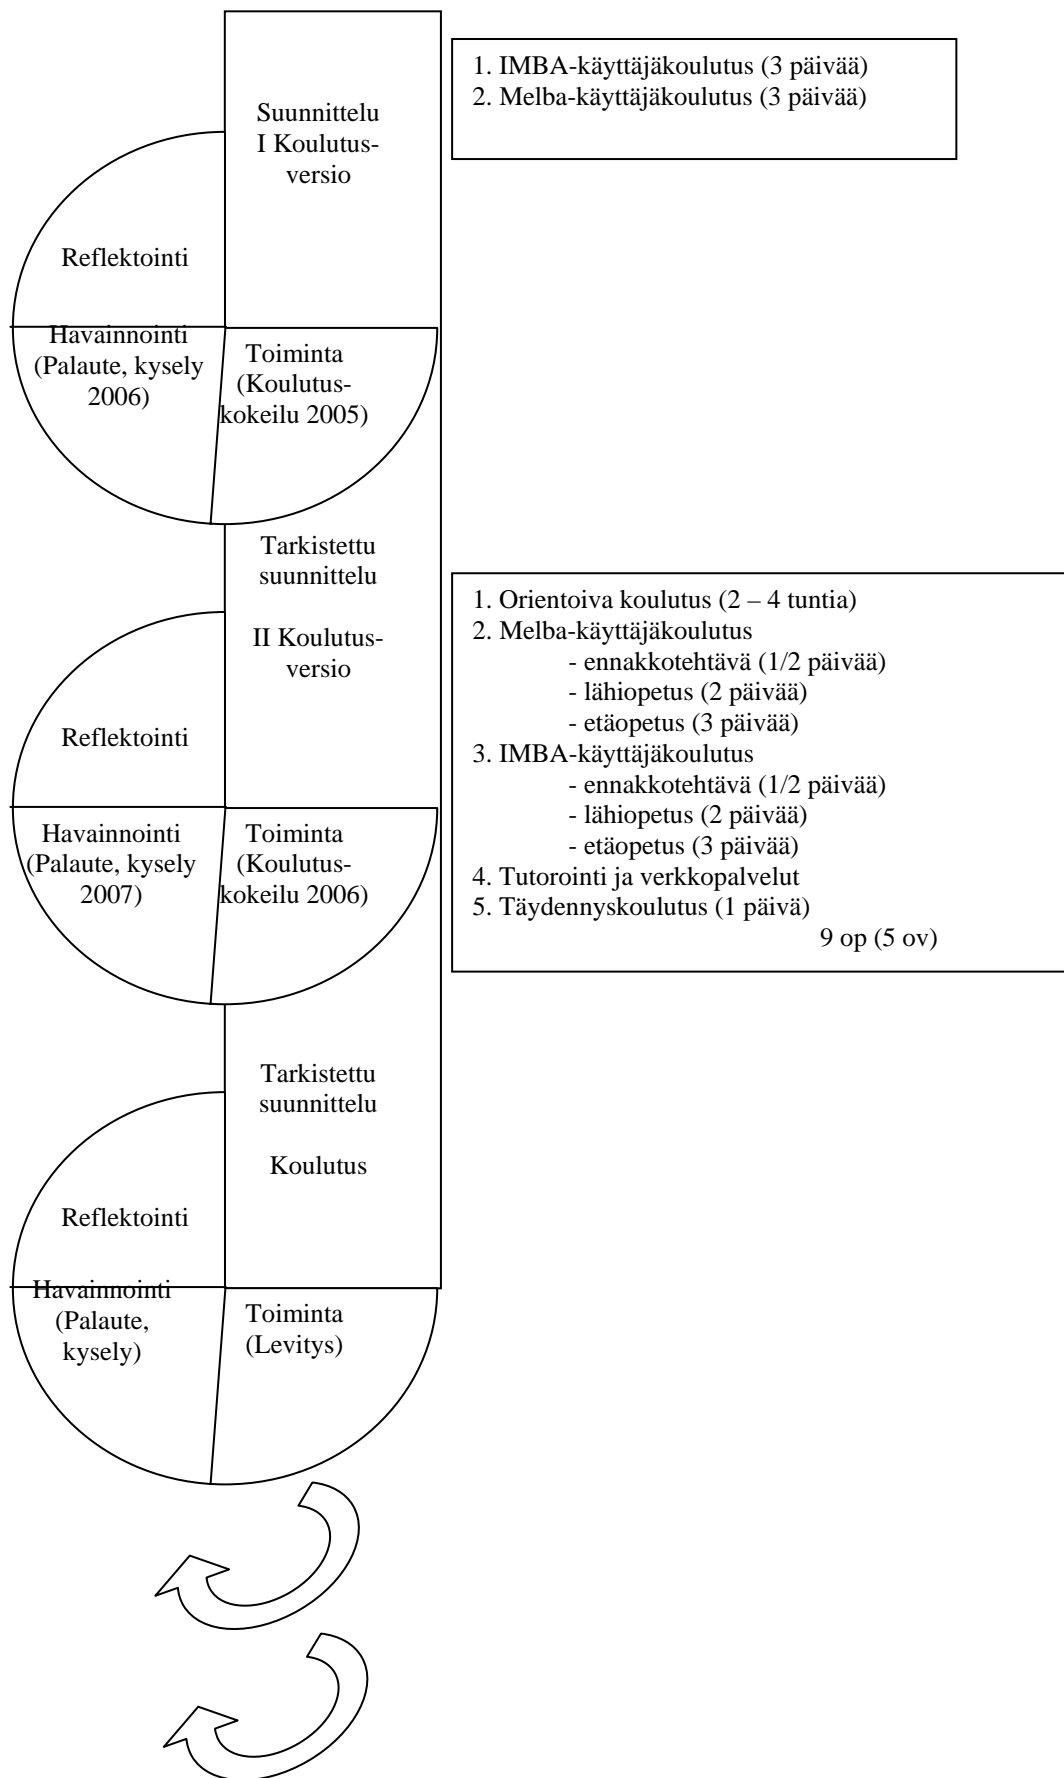 1. IMBA-käyttäjäkoulutus (3 päivää)
2. Melba-käyttäjäkoulutus (3 päivää)
Suunnittelu
I Koulutus-
versio
Reflektointi
Havainnointi
(Palaute, kysely
2006)
Toiminta
(Koulutus-
kokeilu 2005)
Tarkistettu
suunnittelu
II Koulutus-
versio
1. Orientoiva koulutus (2 – 4 tuntia)
2. Melba-käyttäjäkoulutus
- ennakkotehtävä (1/2 päivää)
- lähiopetus (2 päivää)
- etäopetus (3 päivää)
3. IMBA-käyttäjäkoulutus
- ennakkotehtävä (1/2 päivää)
- lähiopetus (2 päivää)
- etäopetus (3 päivää)
4. Tutorointi ja verkkopalvelut
5. Täydennyskoulutus (1 päivä)
9 op (5 ov)
Reflektointi
Havainnointi
(Palaute, kysely
2007)
Toiminta
(Koulutus-
kokeilu 2006)
Tarkistettu
suunnittelu
Koulutus
Reflektointi
Havainnointi
(Palaute,
kysely)
Toiminta
(Levitys)